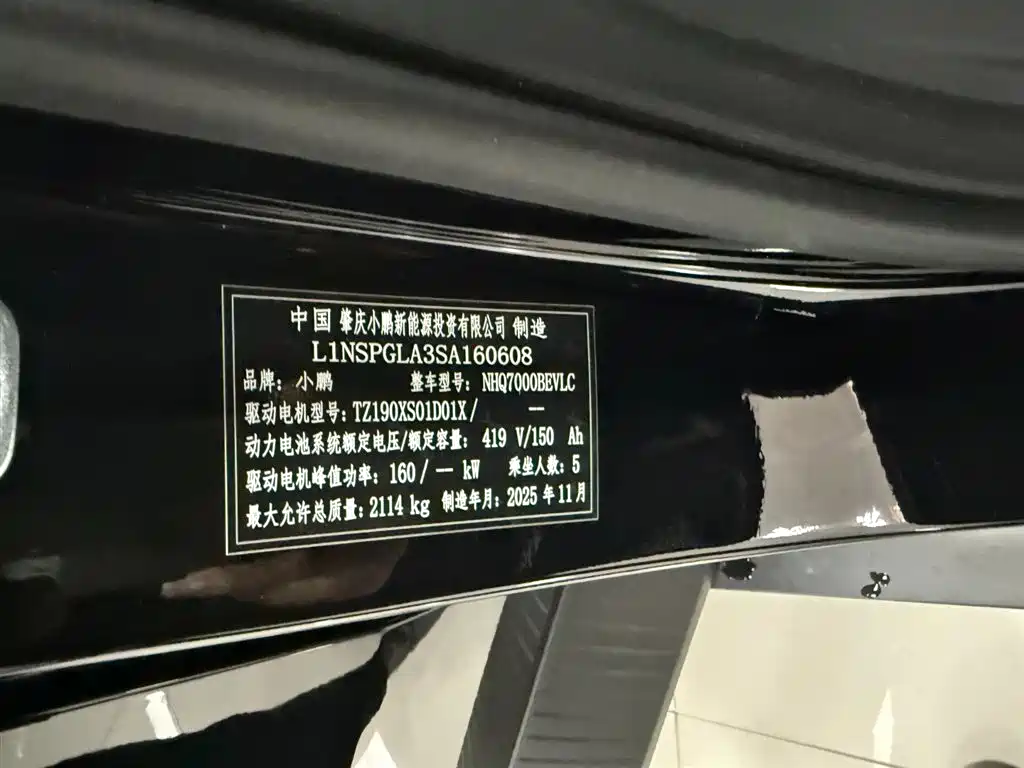 中国 肇庆小鹏新能源投资有限公司 制造
L1NSPGLA3SA160608
品牌：小鹏 整车型号：NHQ7000BEVLC
驱动电机型号：TZ190XS01D01X/ —
动力电池系统额定电压/额定容量：419 V/150 Ah
驱动电机峰值功率：160/— kW 乘坐人数：5
最大允许总质量：2114 kg 制造年月：2025 年 11 月